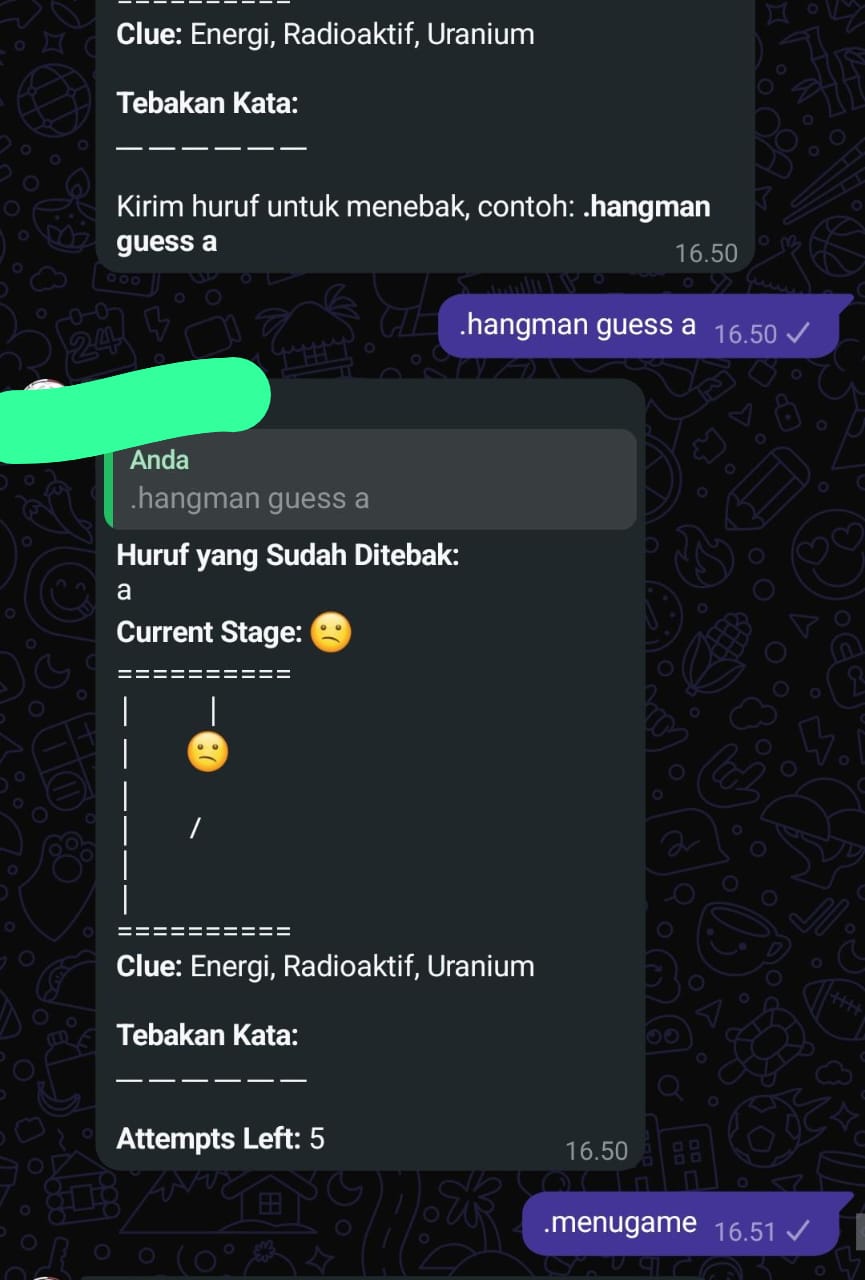 ==========
Clue: Energi, Radioaktif, Uranium
Tebakan Kata:
— — — — — —
Kirim huruf untuk menebak, contoh: .hangman
guess a
16.50
.hangman guess a 16.50
Anda
.hangman guess a
Huruf yang Sudah Ditebak:
a
Current Stage: 😕
==========
| |
| 😕
|
| /
|
|
==========
Clue: Energi, Radioaktif, Uranium
Tebakan Kata:
— — — — — —
Attempts Left: 5
16.50
.menugame 16.51